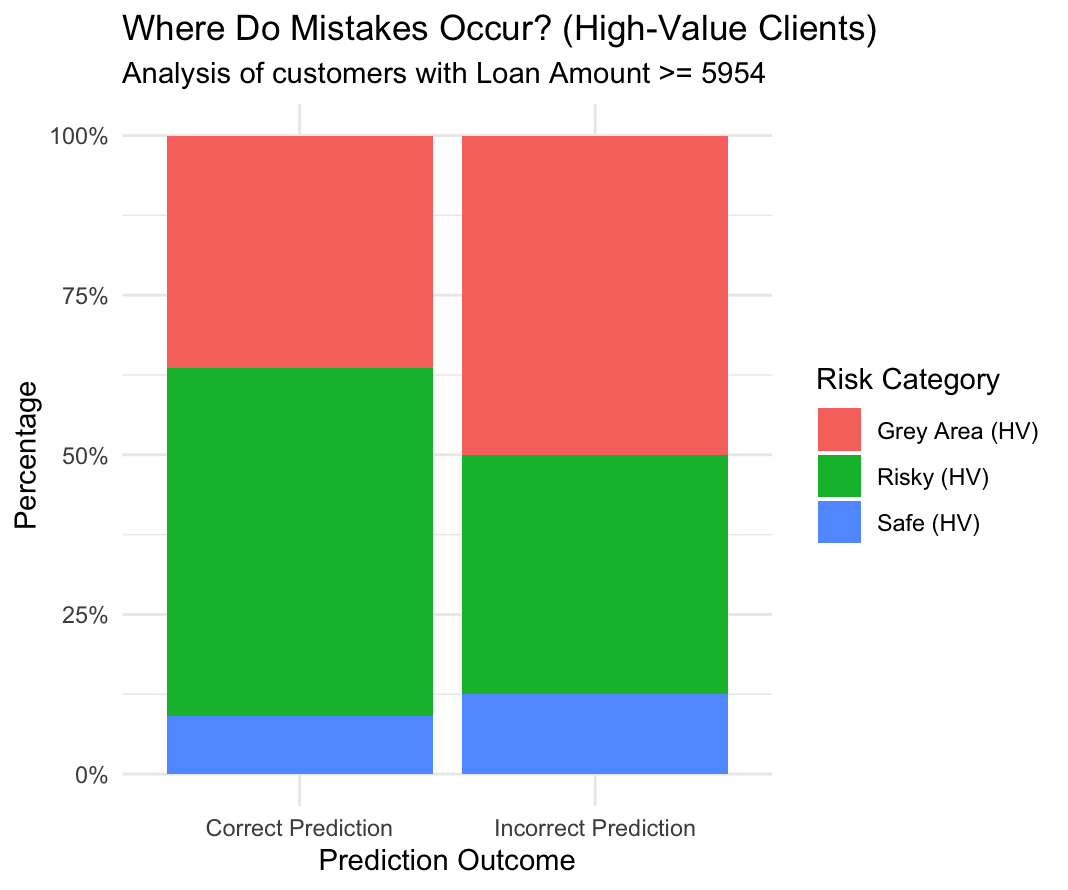 Where Do Mistakes Occur? (High-Value Clients)
Analysis of customers with Loan Amount >= 5954
100%
75%
50%
25%
0%
Percentage
Correct Prediction
Incorrect Prediction
Prediction Outcome
Risk Category
Grey Area (HV)
Risky (HV)
Safe (HV)